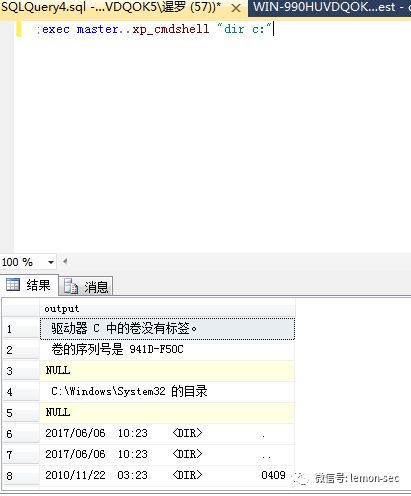 SQLQuery4.sql -...VDQOK5\暹罗 (57))* WIN-990HUVDQOK...est - d
;exec master..xp_cmdshell "dir c:"
100 %
结果 消息
output
1 驱动器 C 中的卷没有标签。
2 卷的序列号是 941D-F50C
3 NULL
4 C:\Windows\System32 的目录
5 NULL
6 2017/06/06 10:23 <DIR> .
7 2017/06/06 10:23 <DIR> ..
8 2010/11/22 03:23 <DIR> 0409
微信号: lemon-sec